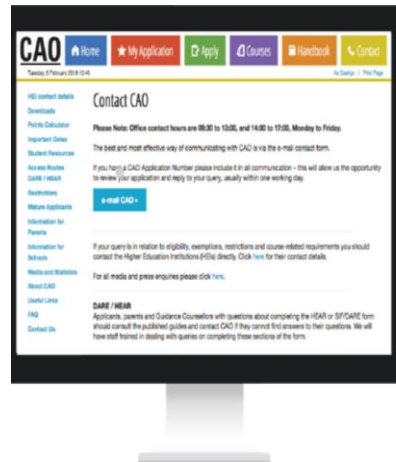 CAO
Home
My Application
Apply
Courses
Handbook
Contact
As Gaeilge | Print Page
HEI contact details
Downloads
Points Calculator
Important Dates
Student Resources
Access Routes
DARE / HEAR
Restrictions
Mature Applicants
Information for
Parents
Information for
Schools
Media and Statistics
About CAO
Useful Links
FAQ
Contact Us
Contact CAO
Please Note: Office contact hours are 09:30 to 13:00, and 14:00 to 17:00, Monday to Friday.
The best and most effective way of communicating with CAO is via the e-mail contact form.
If you have a CAO Application Number please include it in all communication – this will allow us the opportunity
to review your application and reply to your query, usually within one working day.
e-mail CAO »
If your query is in relation to eligibility, exemptions, restrictions and course-related requirements you should
contact the Higher Education Institutions (HEIs) directly. Click here for their contact details.
For all media and press enquiries please click here.
DARE / HEAR
Applicants, parents and Guidance Counsellors with questions about completing the HEAR or SIF/DARE form
should consult the published guides and contact CAO if they cannot find answers to their questions. We will
have staff trained in dealing with queries on completing these sections of the form.